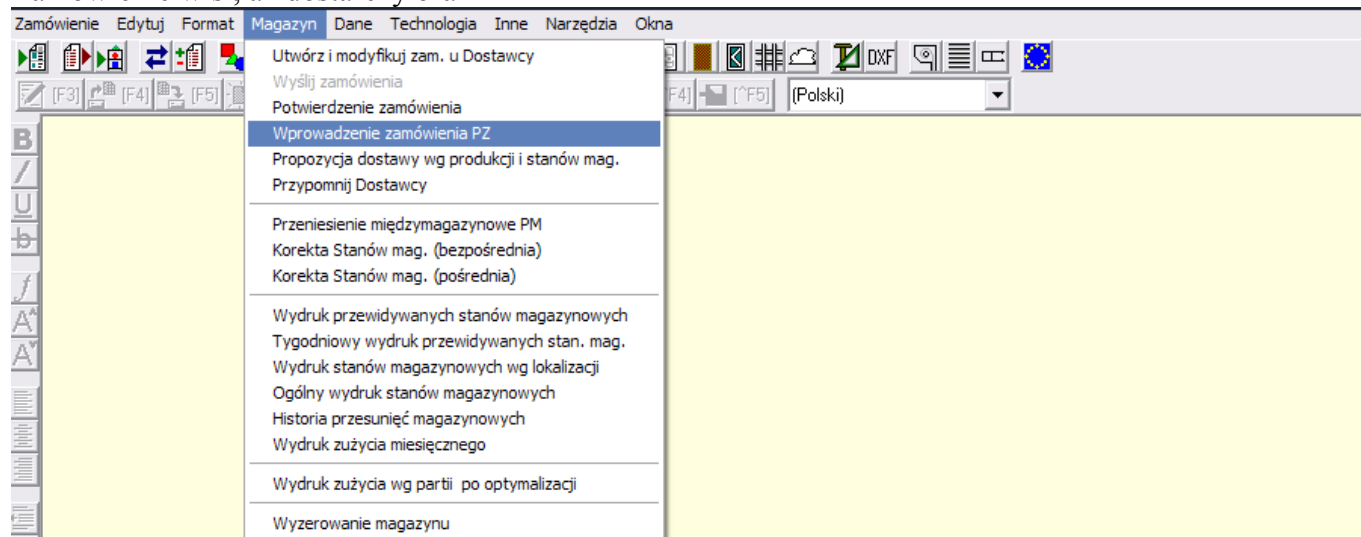 Zamówienie Edytuj Format Magazyn Dane Technologia Inne Narzędzia Okna
DXF
[F3] [F4] [F5] F4] [^F5] (Polski)
Utwórz i modyfikuj zam. u Dostawcy
Wyślij zamówienia
Potwierdzenie zamówienia
Wprowadzenie zamówienia PZ
Propozycja dostawy wg produkcji i stanów mag.
Przypomnij Dostawcy
Przeniesienie międzymagazynowe PM
Korekta Stanów mag. (bezpośrednia)
Korekta Stanów mag. (pośrednia)
Wydruk przewidywanych stanów magazynowych
Tygodniowy wydruk przewidywanych stan. mag.
Wydruk stanów magazynowych wg lokalizacji
Ogólny wydruk stanów magazynowych
Historia przesunięć magazynowych
Wydruk zużycia miesięcznego
Wydruk zużycia wg partii po optymalizacji
Wyzerowanie magazynu
B
I
U
b
f
A^
A˅